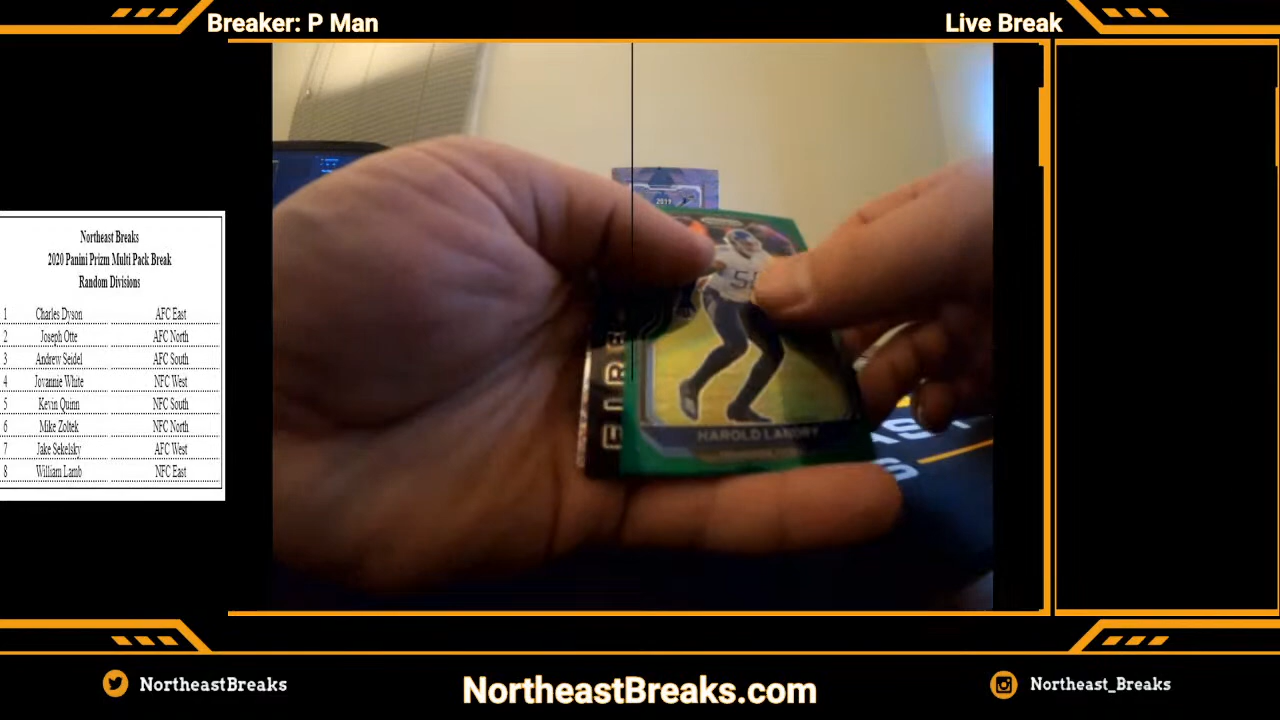 Breaker: P Man
Live Break
Northeast Breaks
2020 Panini Prizm Multi Pack Break
Random Divisions
1 Charles Dyson AFC East
2 Joseph Otte AFC North
3 Andrew Seidel AFC South
4 Jovannie White NFC West
5 Kevin Quinn NFC South
6 Mike Zoltek NFC North
7 Jake Sekelsky AFC West
8 William Lamb NFC East
2019
HAROLD LANDRY
NortheastBreaks
NortheastBreaks.com
Northeast_Breaks